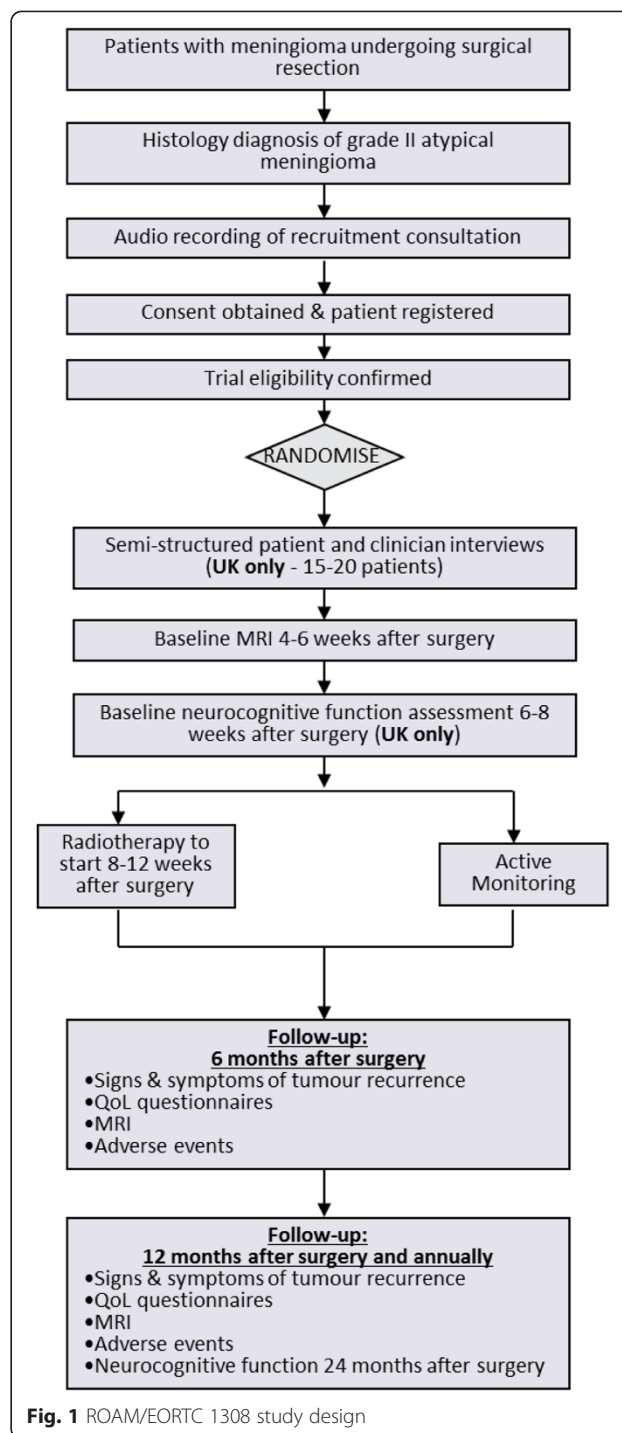 Patients with meningioma undergoing surgical
resection
Histology diagnosis of grade II atypical
meningioma
Audio recording of recruitment consultation
Consent obtained & patient registered
Trial eligibility confirmed
RANDOMISE
Semi-structured patient and clinician interviews
(UK only - 15-20 patients)
Baseline MRI 4-6 weeks after surgery
Baseline neurocognitive function assessment 6-8
weeks after surgery (UK only)
Radiotherapy to
start 8-12 weeks
after surgery
Active
Monitoring
Follow-up:
6 months after surgery
•Signs & symptoms of tumour recurrence
•QoL questionnaires
•MRI
•Adverse events
Follow-up:
12 months after surgery and annually
•Signs & symptoms of tumour recurrence
•QoL questionnaires
•MRI
•Adverse events
•Neurocognitive function 24 months after surgery
Fig. 1 ROAM/EORTC 1308 study design